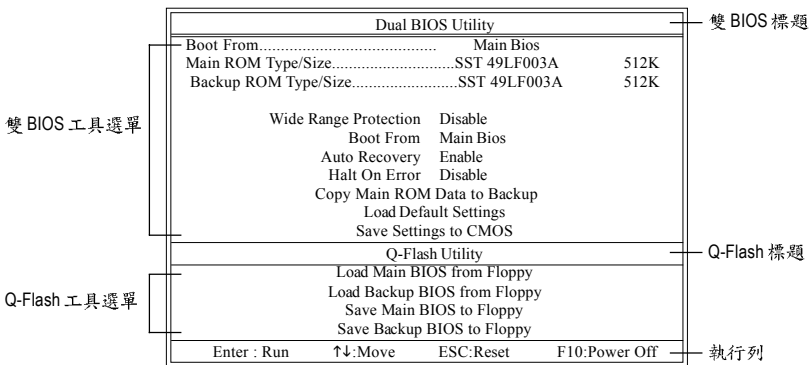 Dual BIOS Utility
雙 BIOS 標題
Boot From........................................ Main Bios
Main ROM Type/Size............................SST 49LF003A 512K
Backup ROM Type/Size........................SST 49LF003A 512K
雙 BIOS 工具選單
Wide Range Protection Disable
Boot From Main Bios
Auto Recovery Enable
Halt On Error Disable
Copy Main ROM Data to Backup
Load Default Settings
Save Settings to CMOS
Q-Flash Utility
Q-Flash 標題
Load Main BIOS from Floppy
Load Backup BIOS from Floppy
Save Main BIOS to Floppy
Save Backup BIOS to Floppy
Q-Flash 工具選單
Enter : Run ↑↓:Move ESC:Reset F10:Power Off
執行列